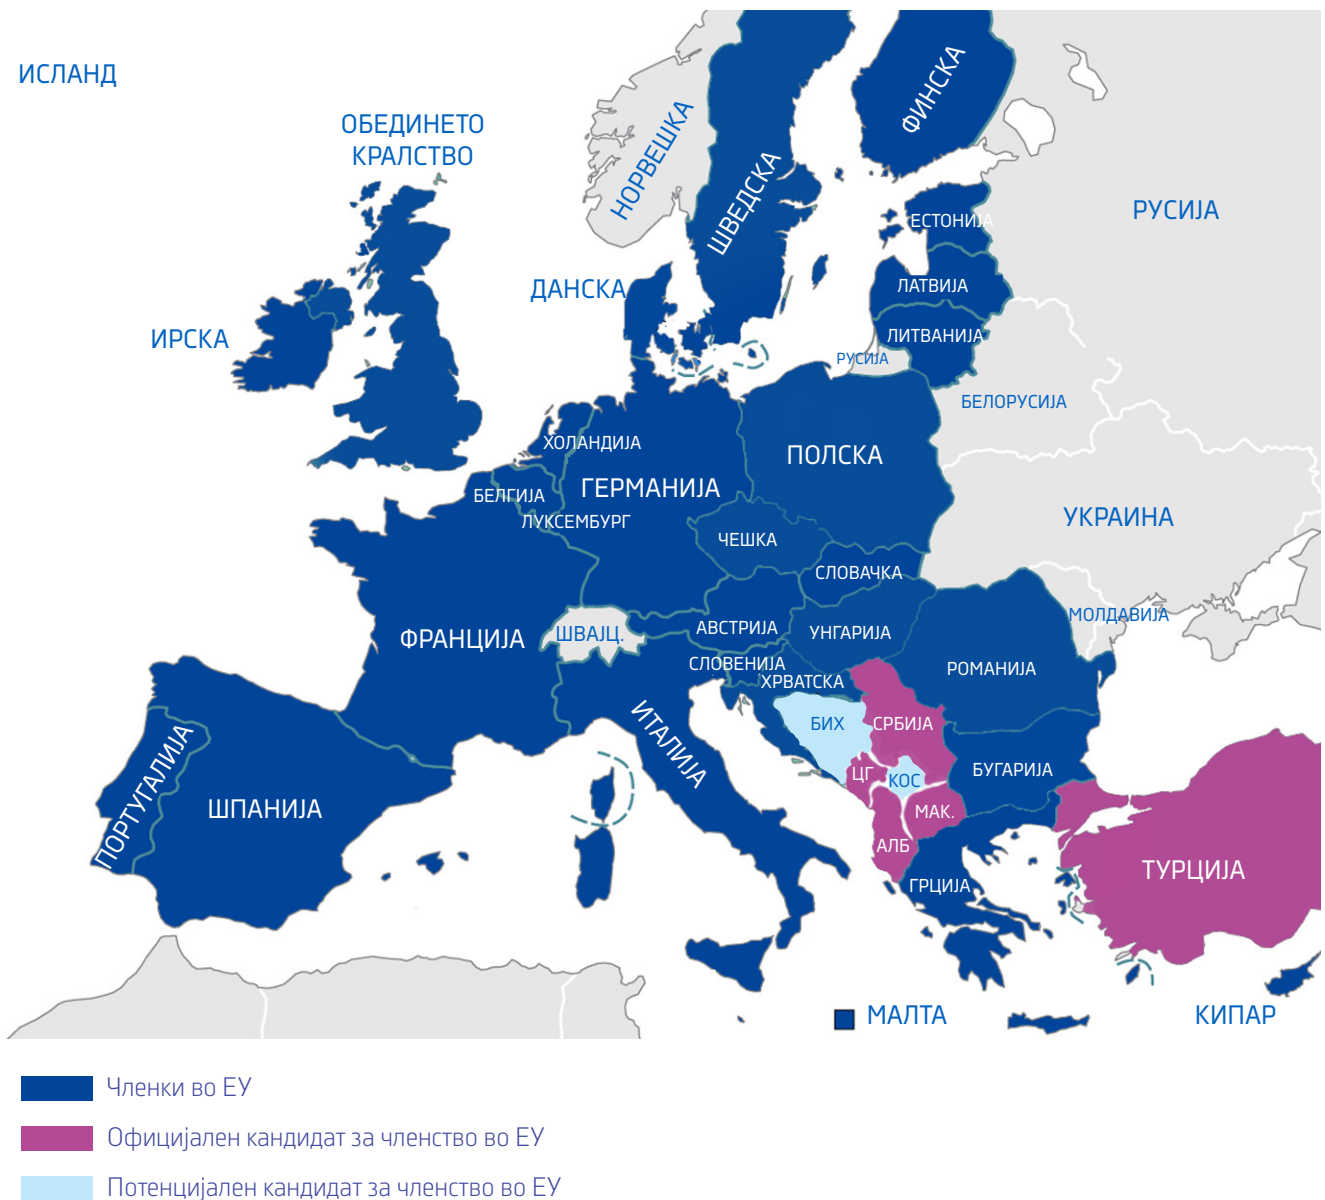 ИСЛАНД
ОБЕДИНЕТО
КРАЛСТВО
НОРВЕШКА
ШВЕДСКА
ФИНСКА
РУСИЈА
ЕСТОНИЈА
ДАНСКА
ЛАТВИЈА
ИРСКА
ЛИТВАНИЈА
РУСИЈА
БЕЛОРУСИЈА
ХОЛАНДИЈА
ПОЛСКА
БЕЛГИЈА
ГЕРМАНИЈА
ЛУКСЕМБУРГ
УКРАИНА
ЧЕШКА
СЛОВАЧКА
МОЛДАВИЈА
ФРАНЦИЈА
ШВАЈЦ.
АВСТРИЈА
УНГАРИЈА
СЛОВЕНИЈА
ХРВАТСКА
РОМАНИЈА
ИТАЛИЈА
БИХ
СРБИЈА
ПОРТУГАЛИЈА
ШПАНИЈА
ЦГ
КОС
БУГАРИЈА
МАК.
АЛБ
ГРЦИЈА
ТУРЦИЈА
МАЛТА
КИПАР
Членки во ЕУ
Официјален кандидат за членство во ЕУ
Потенцијален кандидат за членство во ЕУ